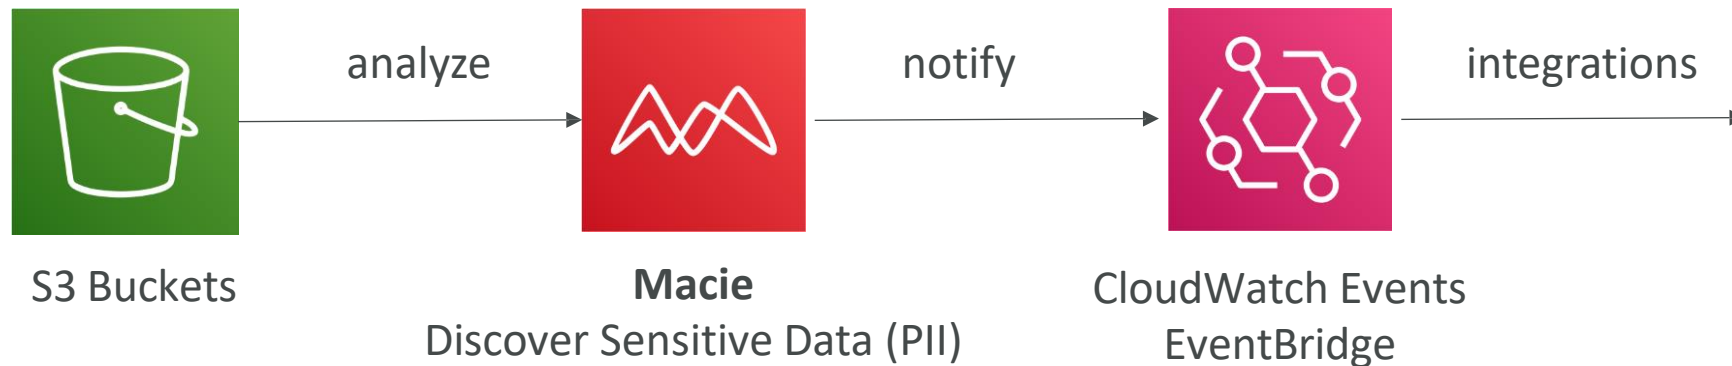 analyze
notify
integrations
S3 Buckets
Macie
Discover Sensitive Data (PII)
CloudWatch Events
EventBridge